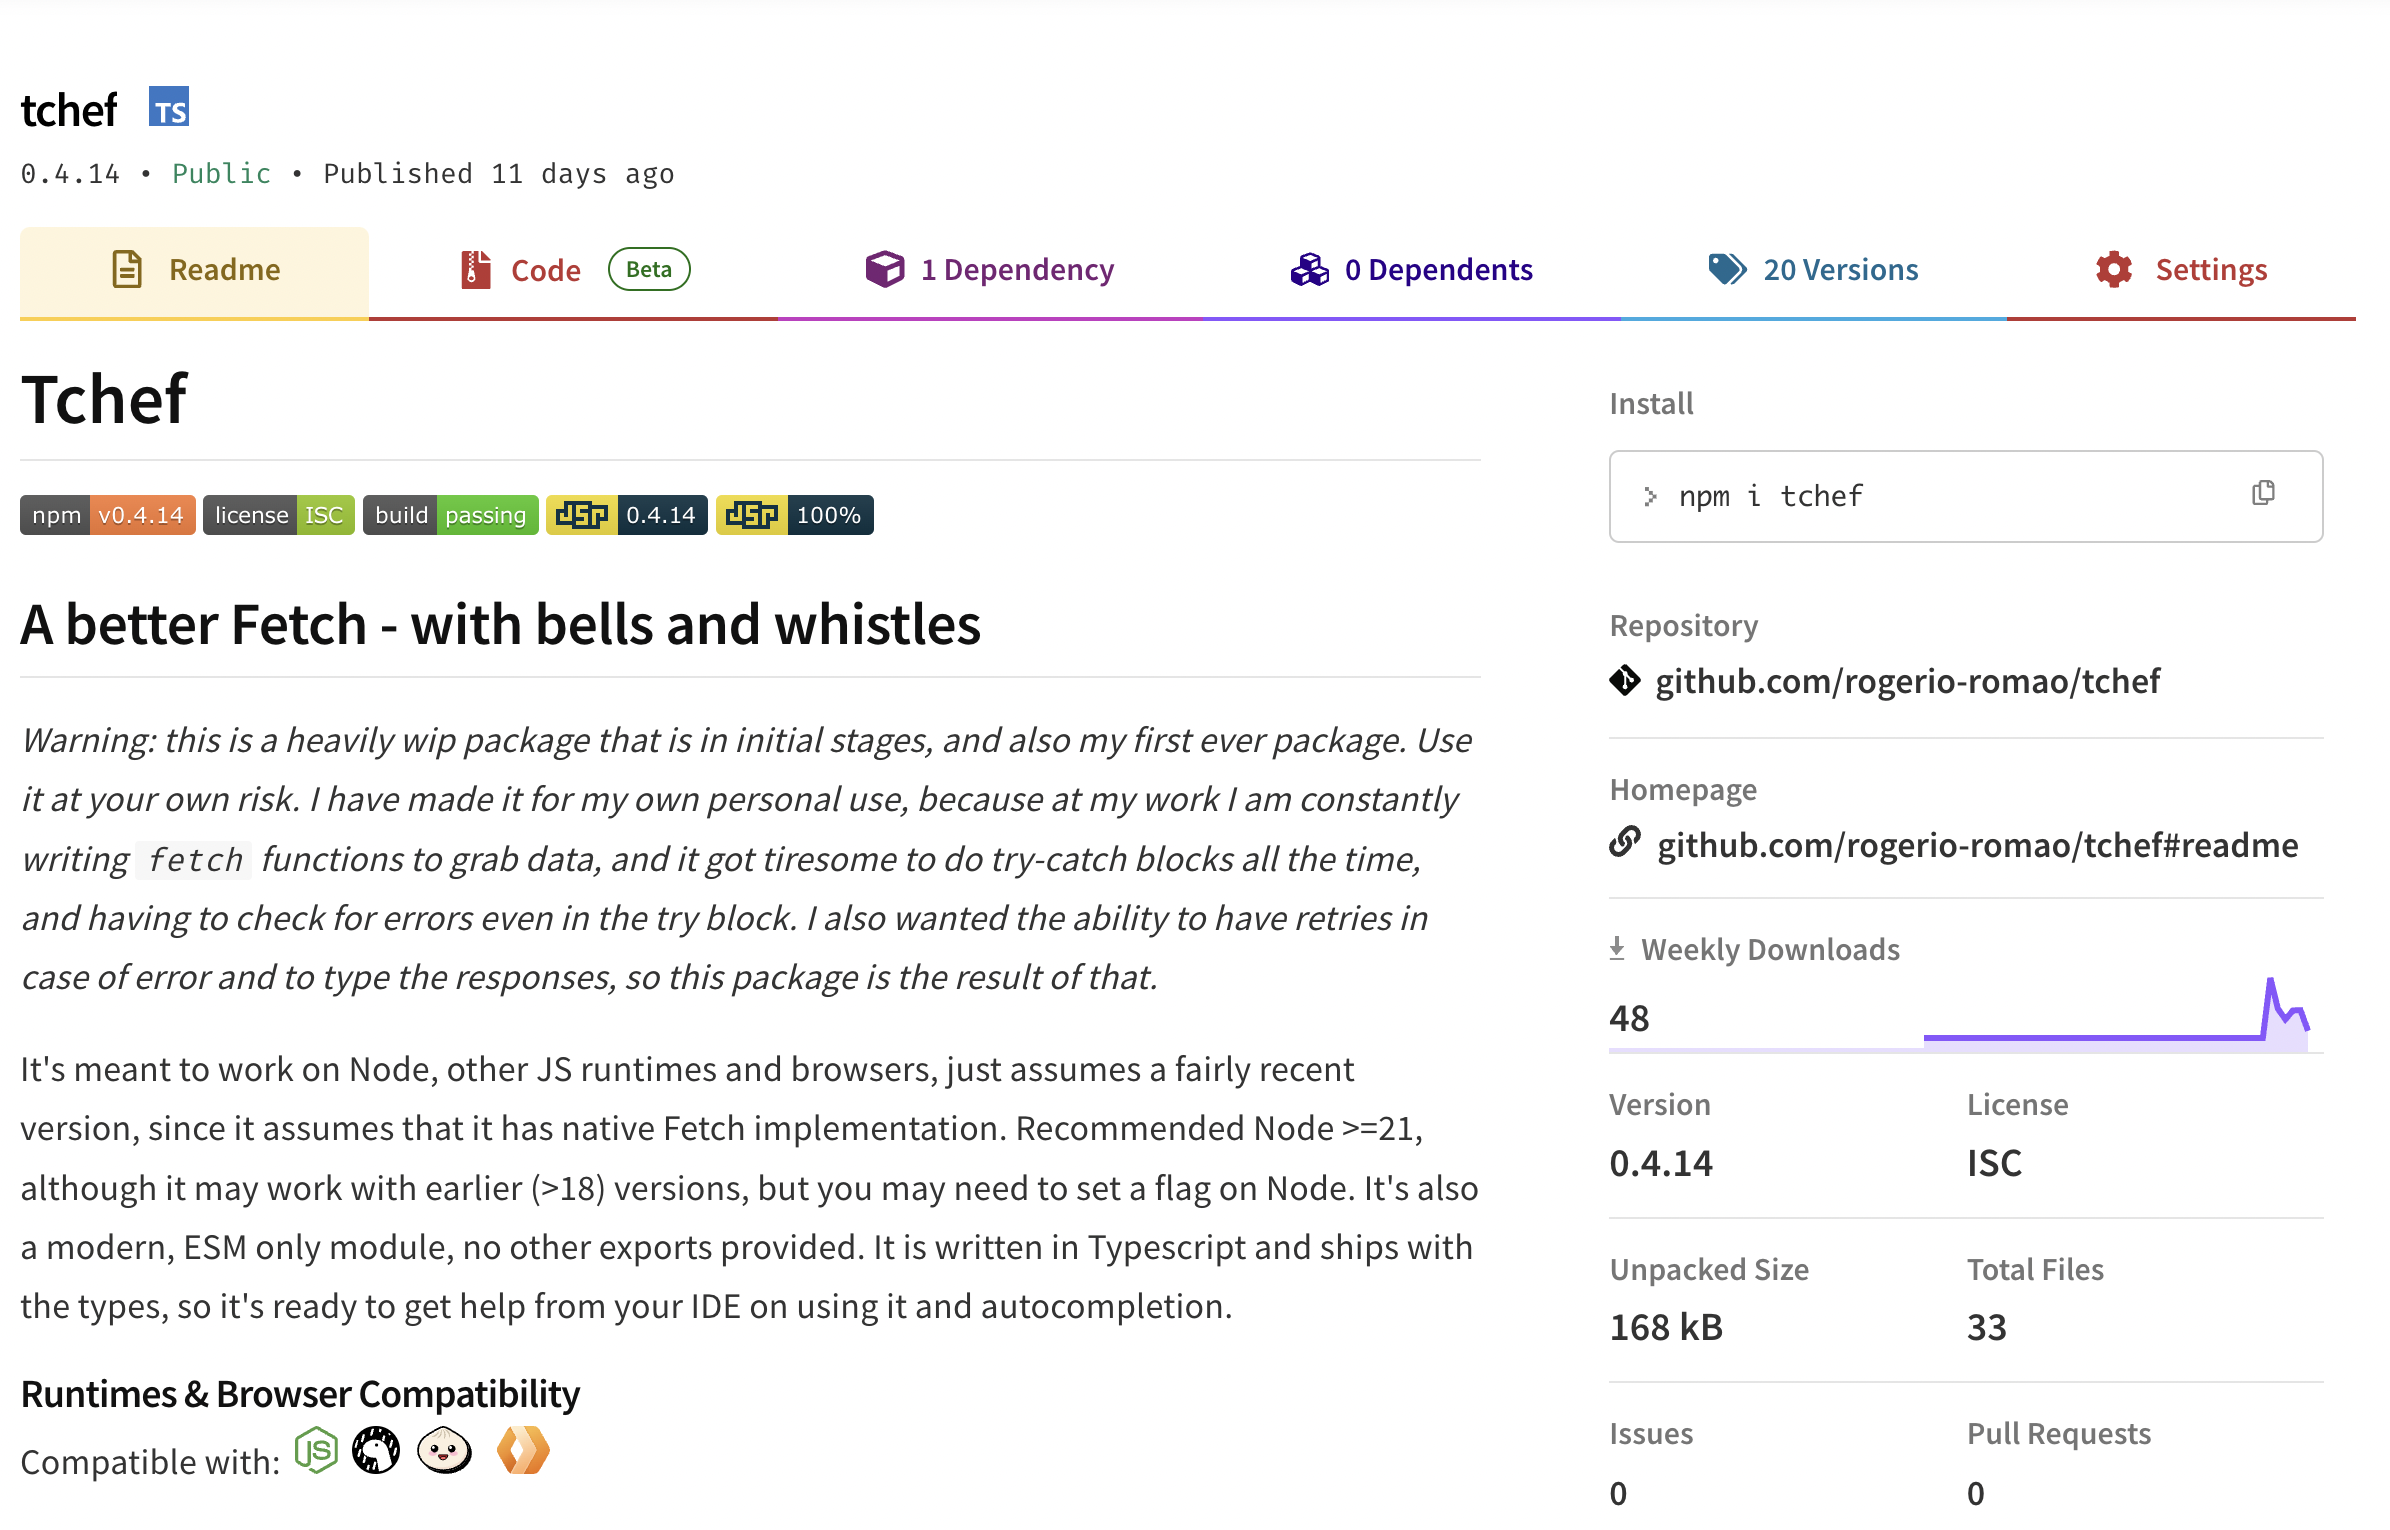 tchef TS
0.4.14 • Public • Published 11 days ago
Readme
Code Beta
1 Dependency
0 Dependents
20 Versions
Settings
Tchef
npm v0.4.14 license ISC build passing JSR 0.4.14 JSR 100%
A better Fetch - with bells and whistles
Warning: this is a heavily wip package that is in initial stages, and also my first ever package. Use
it at your own risk. I have made it for my own personal use, because at my work I am constantly
writing fetch functions to grab data, and it got tiresome to do try-catch blocks all the time,
and having to check for errors even in the try block. I also wanted the ability to have retries in
case of error and to type the responses, so this package is the result of that.
It's meant to work on Node, other JS runtimes and browsers, just assumes a fairly recent
version, since it assumes that it has native Fetch implementation. Recommended Node >=21,
although it may work with earlier (>18) versions, but you may need to set a flag on Node. It's also
a modern, ESM only module, no other exports provided. It is written in Typescript and ships with
the types, so it's ready to get help from your IDE on using it and autocompletion.
Runtimes & Browser Compatibility
Compatible with: JS
Install
npm i tchef
Repository
github.com/rogerio-romao/tchef
Homepage
github.com/rogerio-romao/tchef#readme
Weekly Downloads
48
Version
0.4.14
License
ISC
Unpacked Size
168 kB
Total Files
33
Issues
0
Pull Requests
0